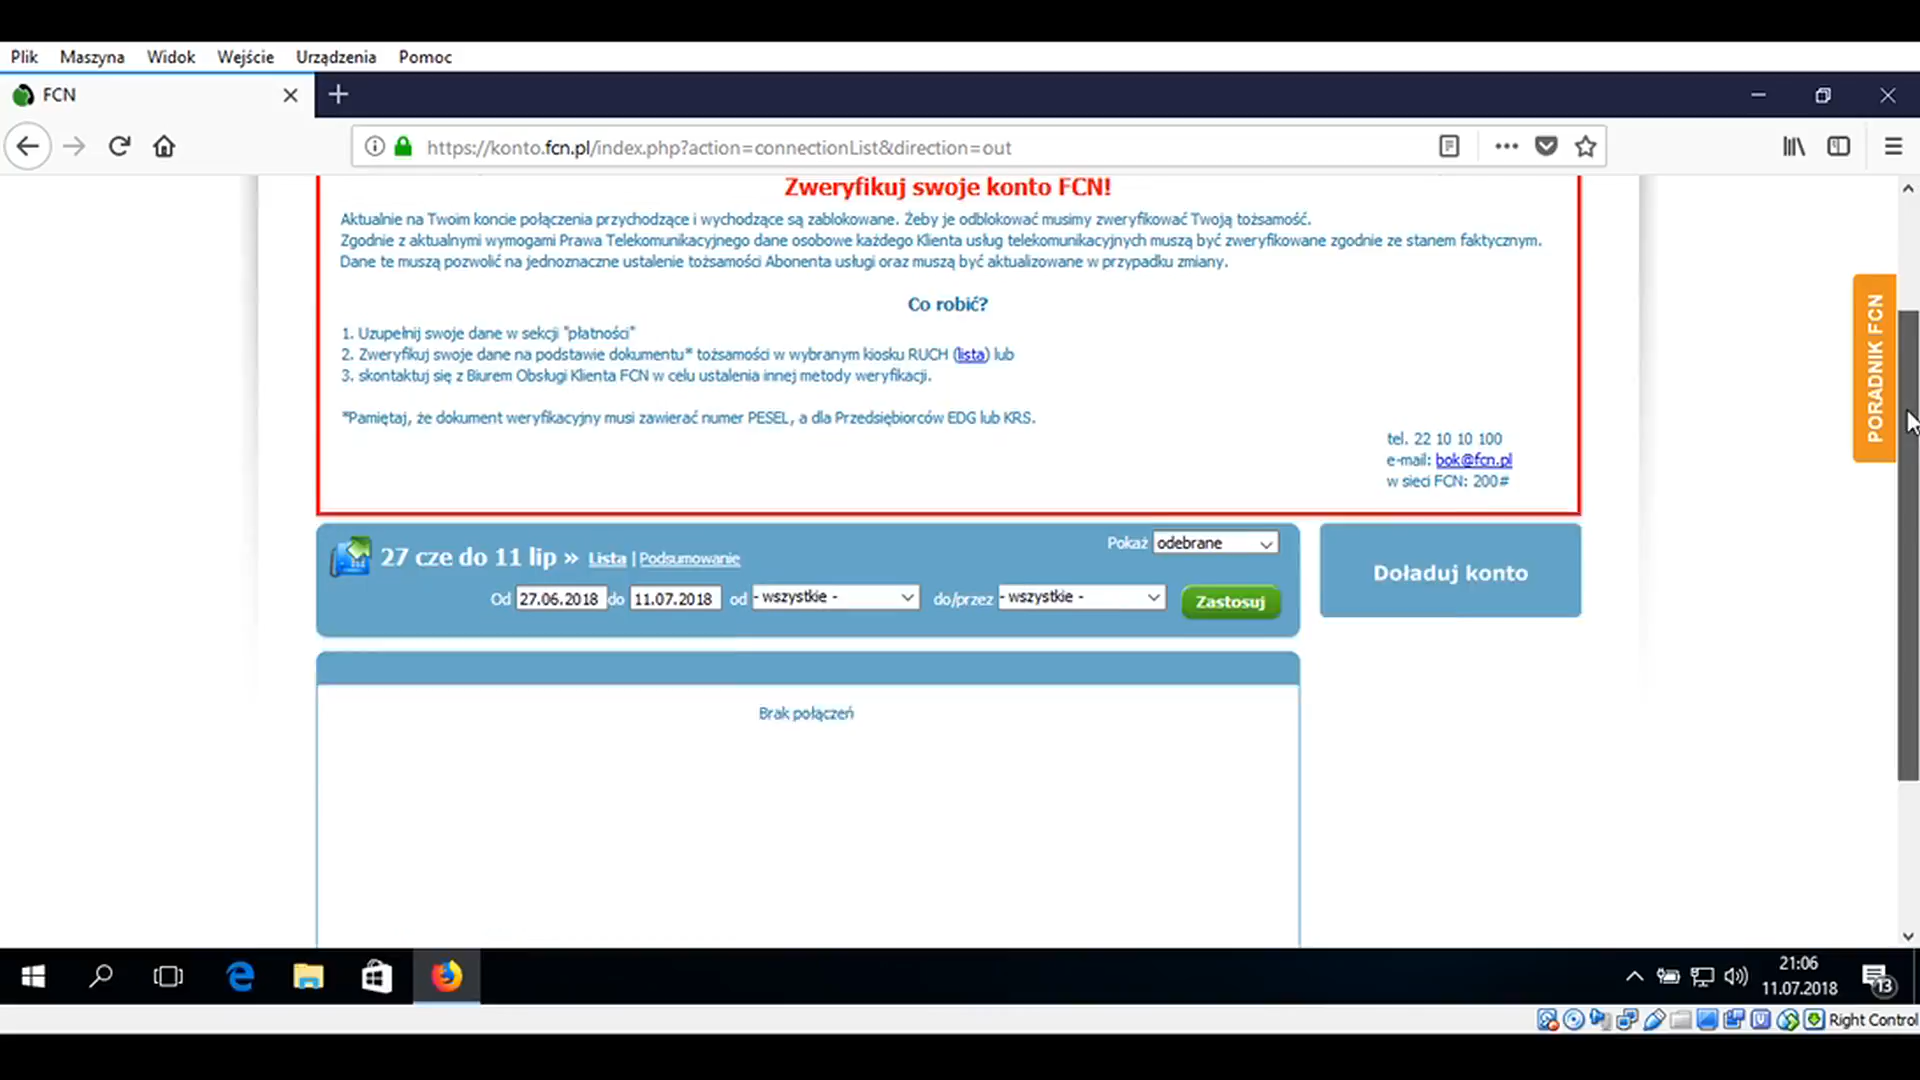 Plik Maszyna Widok Wejście Urządzenia Pomoc
FCN
https://konto.fcn.pl/index.php?action=connectionList&direction=out
Zweryfikuj swoje konto FCN!
Aktualnie na Twoim koncie połączenia przychodzące i wychodzące są zablokowane. Żeby je odblokować musimy zweryfikować Twoją tożsamość.
Zgodnie z aktualnymi wymogami Prawa Telekomunikacyjnego dane osobowe każdego Klienta usług telekomunikacyjnych muszą być zweryfikowane zgodnie ze stanem faktycznym.
Dane te muszą pozwolić na jednoznaczne ustalenie tożsamości Abonenta usługi oraz muszą być aktualizowane w przypadku zmiany.
Co robić?
1. Uzupełnij swoje dane w sekcji "płatności"
2. Zweryfikuj swoje dane na podstawie dokumentu* tożsamości w wybranym kiosku RUCH (lista) lub
3. skontaktuj się z Biurem Obsługi Klienta FCN w celu ustalenia innej metody weryfikacji.
*Pamiętaj, że dokument weryfikacyjny musi zawierać numer PESEL, a dla Przedsiębiorców EDG lub KRS.
tel. 22 10 10 100
e-mail: bok@fcn.pl
w sieci FCN: 200#
PORADNIK FCN
27 cze do 11 lip » Lista | Podsumowanie
Pokaż odebrane
Od 27.06.2018 do 11.07.2018 od - wszystkie - do/przez - wszystkie - Zastosuj
Doładuj konto
Brak połączeń
21:06
11.07.2018
13
Right Control